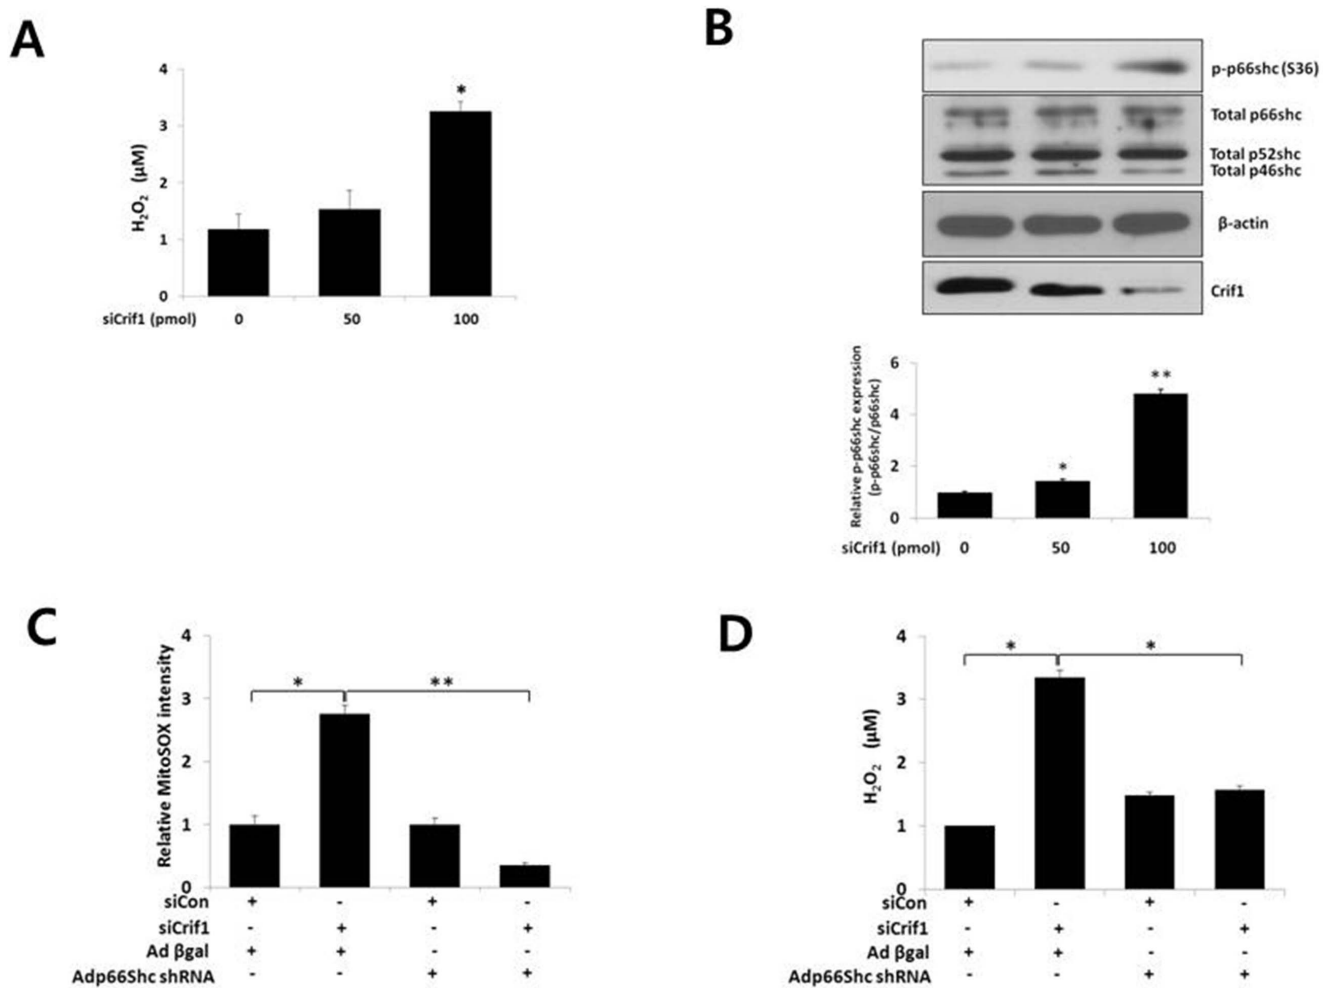 A
4
3
2
1
0
H₂O₂ (μM)
*
siCrif1 (pmol) 0 50 100
B
p-p66shc (S36)
Total p66shc
Total p52shc
Total p46shc
β-actin
Crif1
6
4
2
0
Relative p-p66shc expression
(p-p66shc/p66shc)
*
**
siCrif1 (pmol) 0 50 100
C
4
3
2
1
0
Relative MitoSOX intensity
* **
siCon + - + -
siCrif1 - + - +
Ad βgal + + - -
Adp66Shc shRNA - - + +
D
4
3
2
1
0
H₂O₂ (μM)
* *
siCon + - + -
siCrif1 - + - +
Ad βgal + + - -
Adp66Shc shRNA - - + +